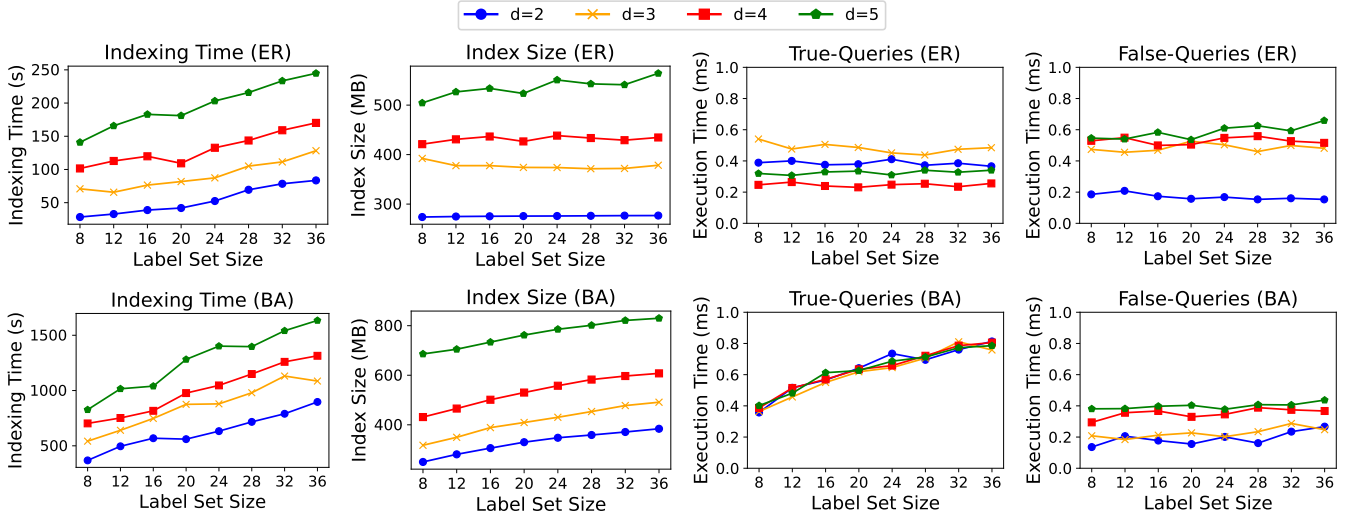 d=2 d=3 d=4 d=5
Indexing Time (ER)
Indexing Time (s)
250
200
150
100
50
8 12 16 20 24 28 32 36
Label Set Size
Index Size (ER)
Index Size (MB)
500
400
300
8 12 16 20 24 28 32 36
Label Set Size
True-Queries (ER)
Execution Time (ms)
1.0
0.8
0.6
0.4
0.2
0.0
8 12 16 20 24 28 32 36
Label Set Size
False-Queries (ER)
Execution Time (ms)
1.0
0.8
0.6
0.4
0.2
0.0
8 12 16 20 24 28 32 36
Label Set Size
Indexing Time (BA)
Indexing Time (s)
1500
1000
500
8 12 16 20 24 28 32 36
Label Set Size
Index Size (BA)
Index Size (MB)
800
600
400
8 12 16 20 24 28 32 36
Label Set Size
True-Queries (BA)
Execution Time (ms)
1.0
0.8
0.6
0.4
0.2
0.0
8 12 16 20 24 28 32 36
Label Set Size
False-Queries (BA)
Execution Time (ms)
1.0
0.8
0.6
0.4
0.2
0.0
8 12 16 20 24 28 32 36
Label Set Size